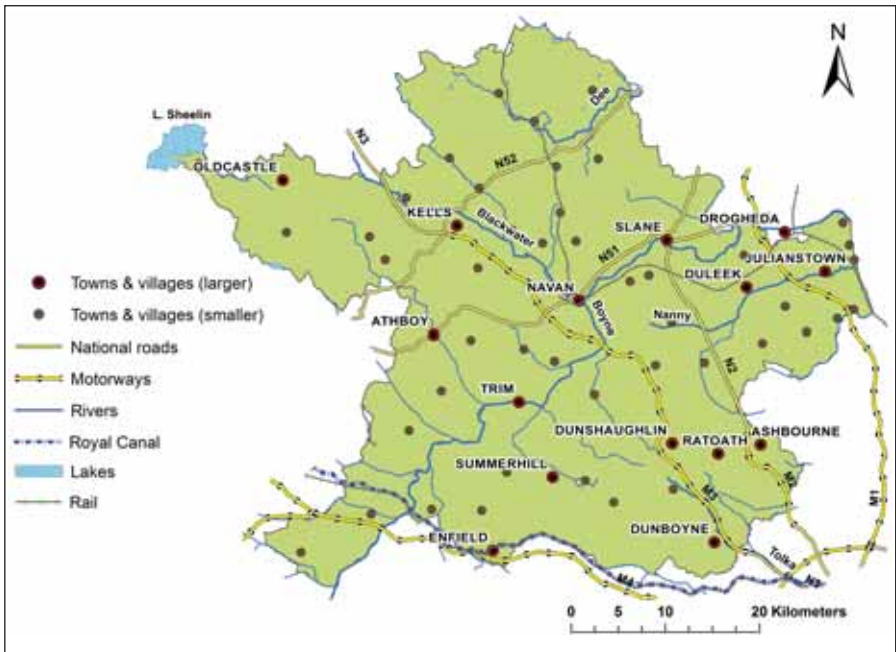 N
L. Sheelin
Dee
N3
OLDCASTLE
N52
KELLS
Blackwater
SLANE
DROGHEDA
N51
JULIANSTOWN
DULEEK
NAVAN
Boyne
Nanny
ATHBOY
N2
TRIM
DUNSHAUGHLIN
RATOATH
ASHBOURNE
SUMMERHILL
M3
M2
M1
DUNBOYNE
ENFIELD
Tolka
M4
N3
Towns & villages (larger)
Towns & villages (smaller)
National roads
Motorways
Rivers
Royal Canal
Lakes
Rail
0 5 10 20 Kilometers